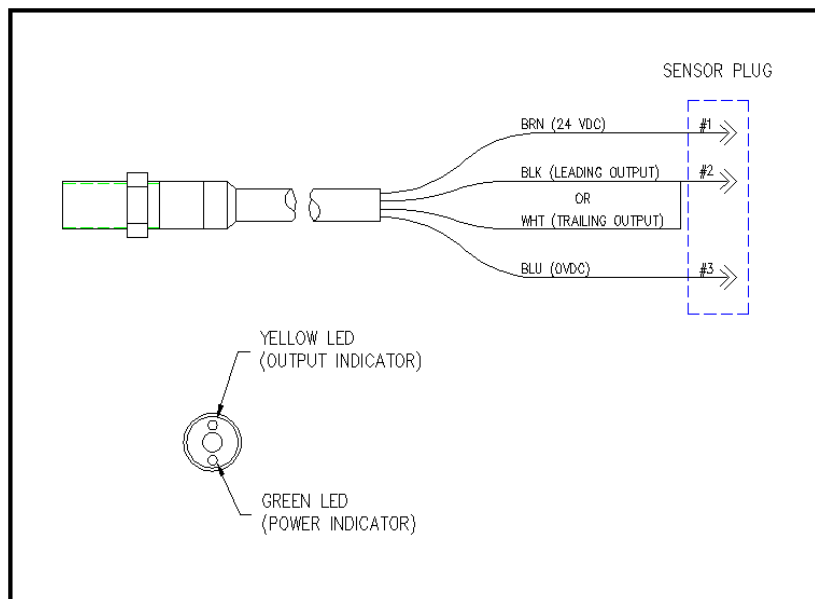 SENSOR PLUG
BRN (24 VDC)
#1
BLK (LEADING OUTPUT)
#2
OR
WHT (TRAILING OUTPUT)
BLU (0VDC)
#3
YELLOW LED
(OUTPUT INDICATOR)
GREEN LED
(POWER INDICATOR)